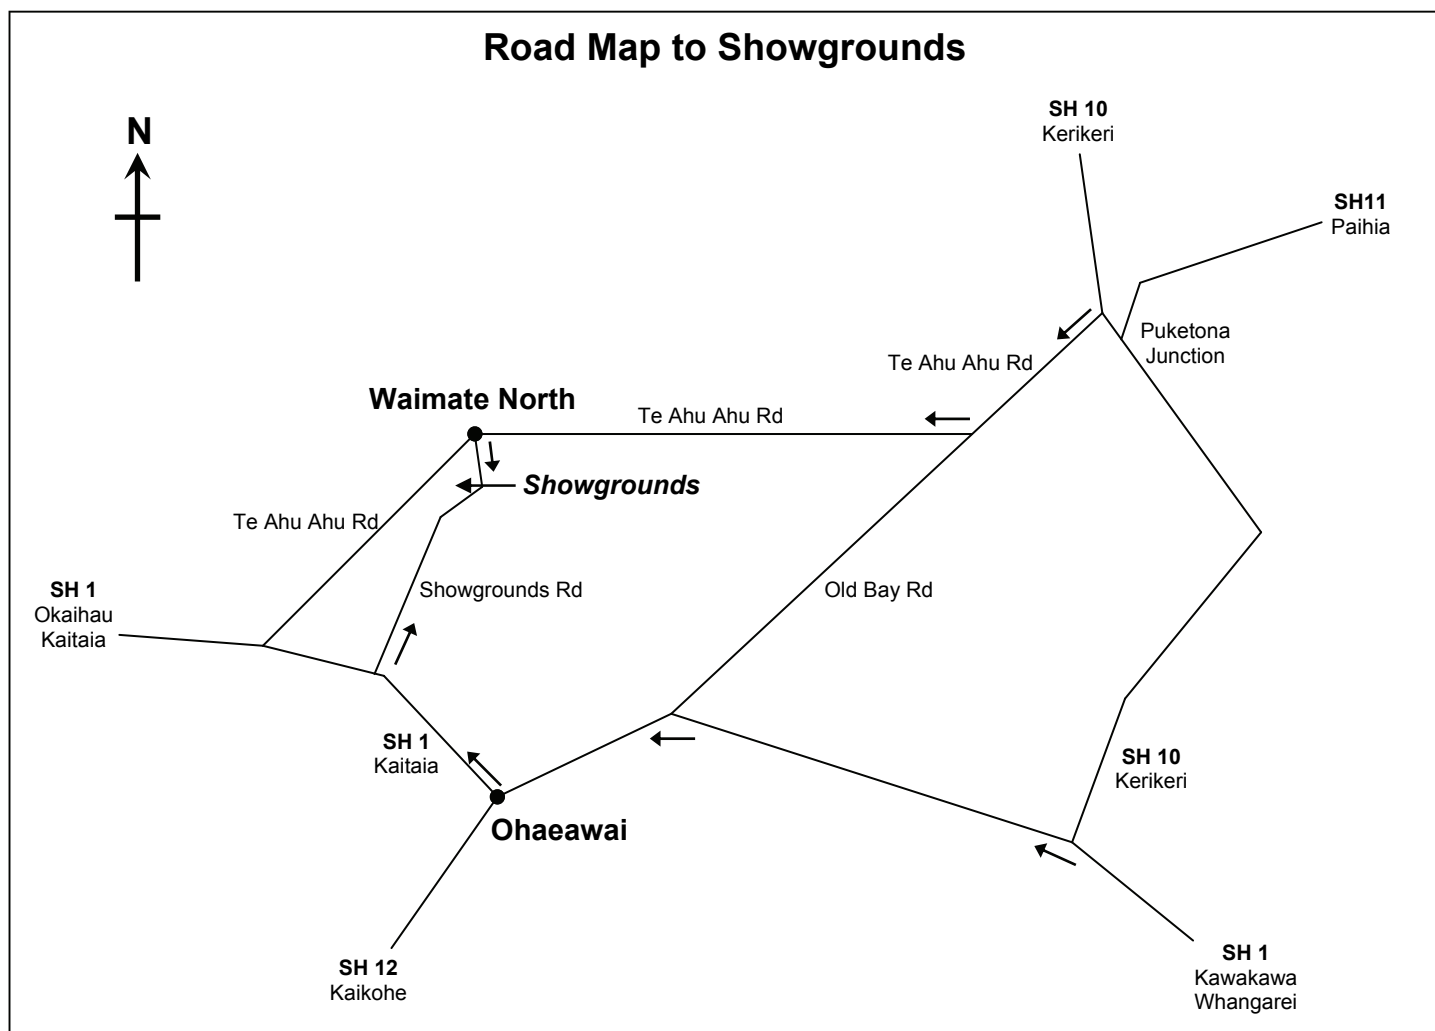 Road Map to Showgrounds
N
SH 10
Kerikeri
SH11
Paihia
Puketona
Junction
Te Ahu Ahu Rd
Waimate North
Te Ahu Ahu Rd
Showgrounds
Te Ahu Ahu Rd
SH 1
Okaihau
Kaitaia
Showgrounds Rd
Old Bay Rd
SH 1
Kaitaia
SH 10
Kerikeri
Ohaeawai
SH 12
Kaikohe
SH 1
Kawakawa
Whangarei